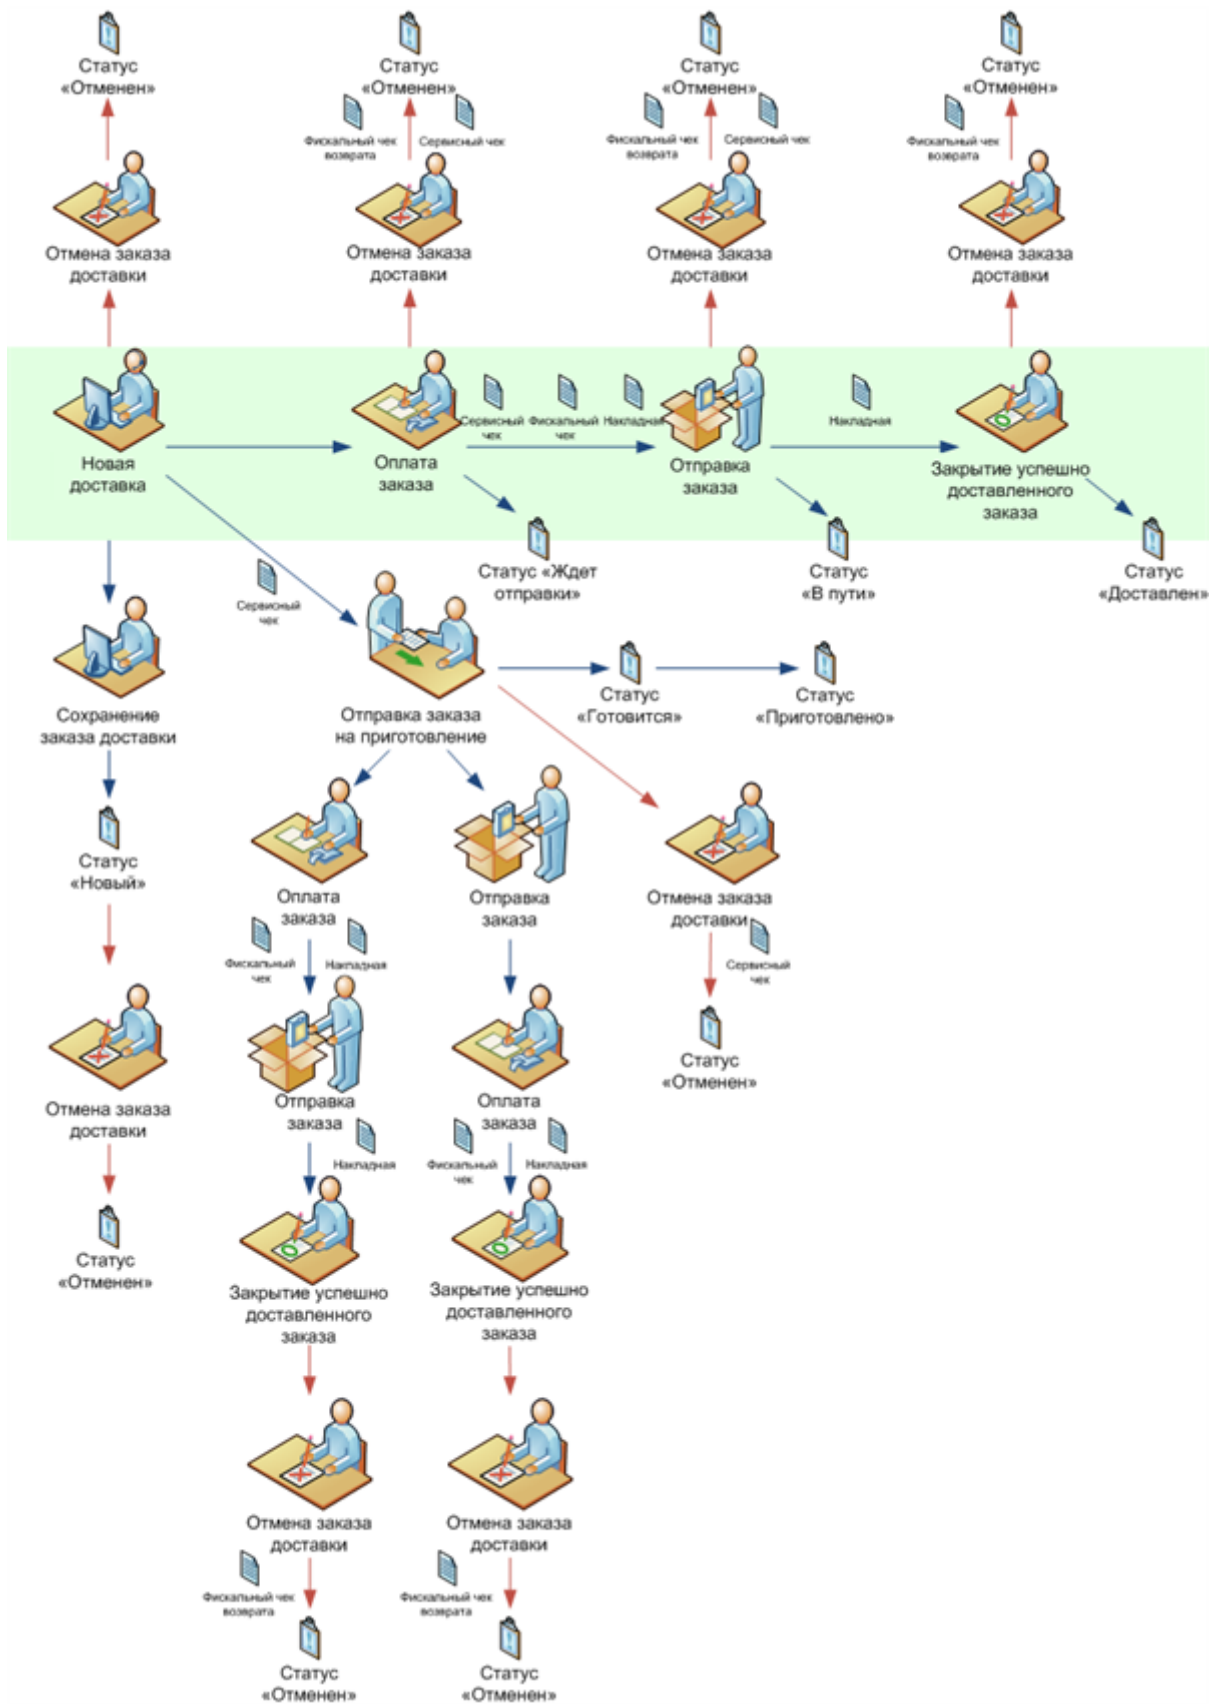 Статус
«Отменен»
Статус
«Отменен»
Статус
«Отменен»
Статус
«Отменен»
Фискальный чек
возврата
Сервисный чек
Фискальный чек
возврата
Сервисный чек
Фискальный чек
возврата
Отмена заказа
доставки
Отмена заказа
доставки
Отмена заказа
доставки
Отмена заказа
доставки
Новая
доставка
Оплата
заказа
Сервисный
чек
Фискальный
чек
Накладная
Отправка
заказа
Накладная
Закрытие успешно
доставленного
заказа
Статус «Ждет
отправки»
Статус
«В пути»
Статус
«Доставлен»
Сервисный
чек
Сохранение
заказа доставки
Отправка заказа
на приготовление
Статус
«Готовится»
Статус
«Приготовлено»
Статус
«Новый»
Оплата
заказа
Отправка
заказа
Отмена заказа
доставки
Фискальный
чек
Накладная
Сервисный
чек
Статус
«Отменен»
Отмена заказа
доставки
Отправка
заказа
Оплата
заказа
Накладная
Фискальный
чек
Накладная
Статус
«Отменен»
Закрытие успешно
доставленного
заказа
Закрытие успешно
доставленного
заказа
Отмена заказа
доставки
Отмена заказа
доставки
Фискальный чек
возврата
Фискальный чек
возврата
Статус
«Отменен»
Статус
«Отменен»